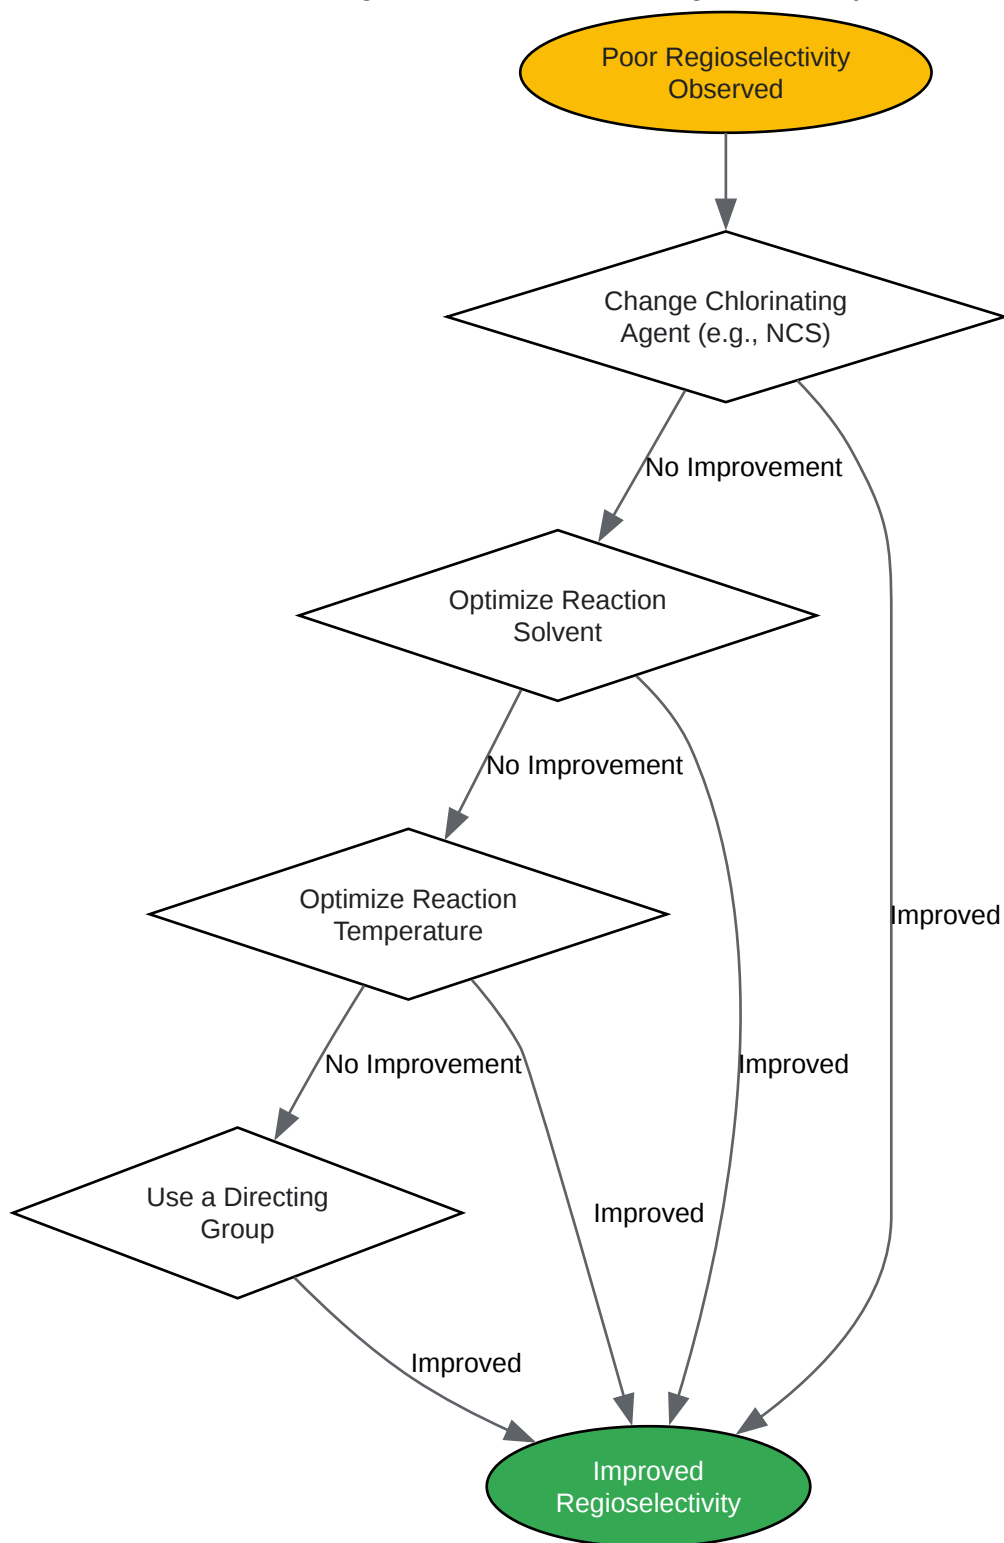 Poor Regioselectivity
Observed
Change Chlorinating
Agent (e.g., NCS)
No Improvement
Optimize Reaction
Solvent
No Improvement
Optimize Reaction
Temperature
Improved
No Improvement
Improved
Use a Directing
Group
Improved
Improved
Improved
Regioselectivity